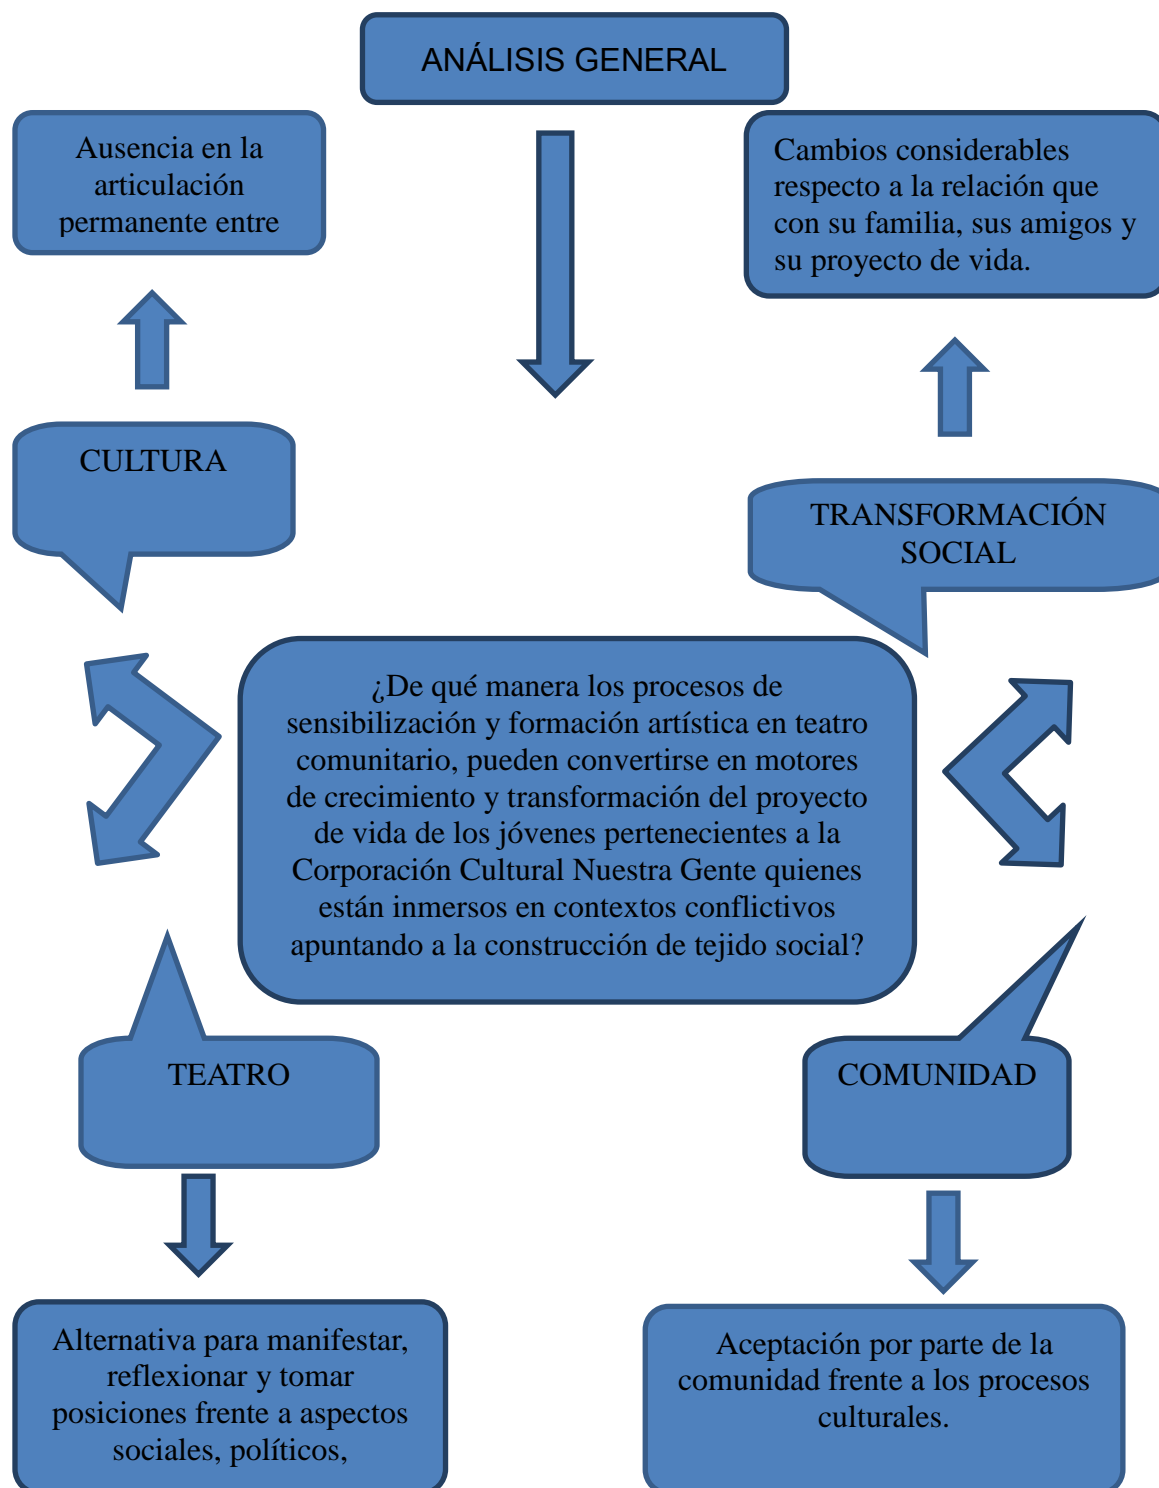 ANÁLISIS GENERAL
Ausencia en la
articulación
permanente entre
Cambios considerables
respecto a la relación que
con su familia, sus amigos y
su proyecto de vida.
CULTURA
TRANSFORMACIÓN
SOCIAL
¿De qué manera los procesos de
sensibilización y formación artística en teatro
comunitario, pueden convertirse en motores
de crecimiento y transformación del proyecto
de vida de los jóvenes pertenecientes a la
Corporación Cultural Nuestra Gente quienes
están inmersos en contextos conflictivos
apuntando a la construcción de tejido social?
TEATRO
COMUNIDAD
Alternativa para manifestar,
reflexionar y tomar
posiciones frente a aspectos
sociales, políticos,
Aceptación por parte de la
comunidad frente a los procesos
culturales.